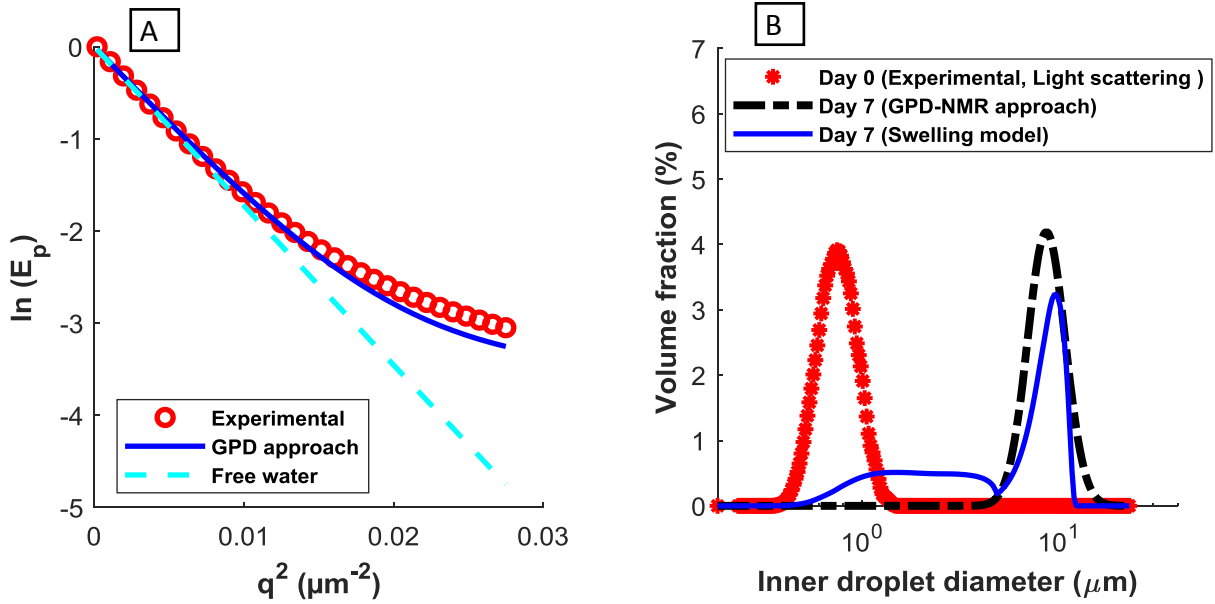 A
0
-1
-2
-3
-4
-5
ln (E_p)
Experimental
GPD approach
Free water
0
0.01
0.02
0.03
q² (µm⁻²)
B
7
6
5
4
3
2
1
0
Volume fraction (%)
Day 0 (Experimental, Light scattering )
Day 7 (GPD-NMR approach)
Day 7 (Swelling model)
10⁰
10¹
Inner droplet diameter (μm)